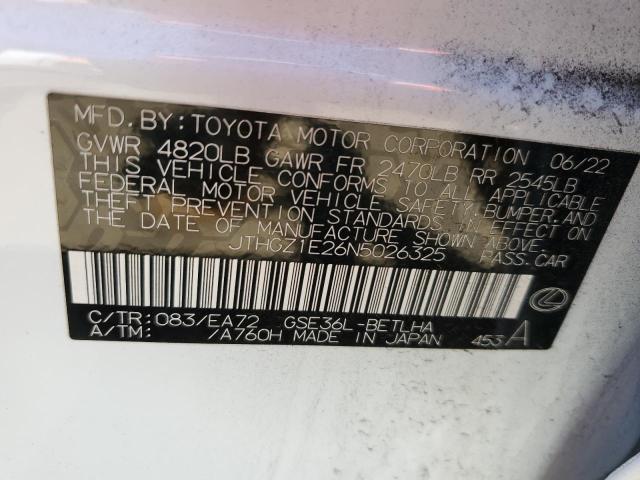 MFD. BY: TOYOTA MOTOR CORPORATION 06/22
GVWR 4820LB GAWR FR 2470LB RR 2545LB
THIS VEHICLE CONFORMS TO ALL APPLICABLE
FEDERAL MOTOR VEHICLE SAFETY, BUMPER, AND
THEFT PREVENTION STANDARDS IN EFFECT ON
THE DATE OF MANUFACTURE SHOWN ABOVE.
JTHGZ1E26N5026325 PASS.CAR
C/TR: 083/EA72 GSE36L-BETLHA
A/TM: /A760H MADE IN JAPAN 453 A